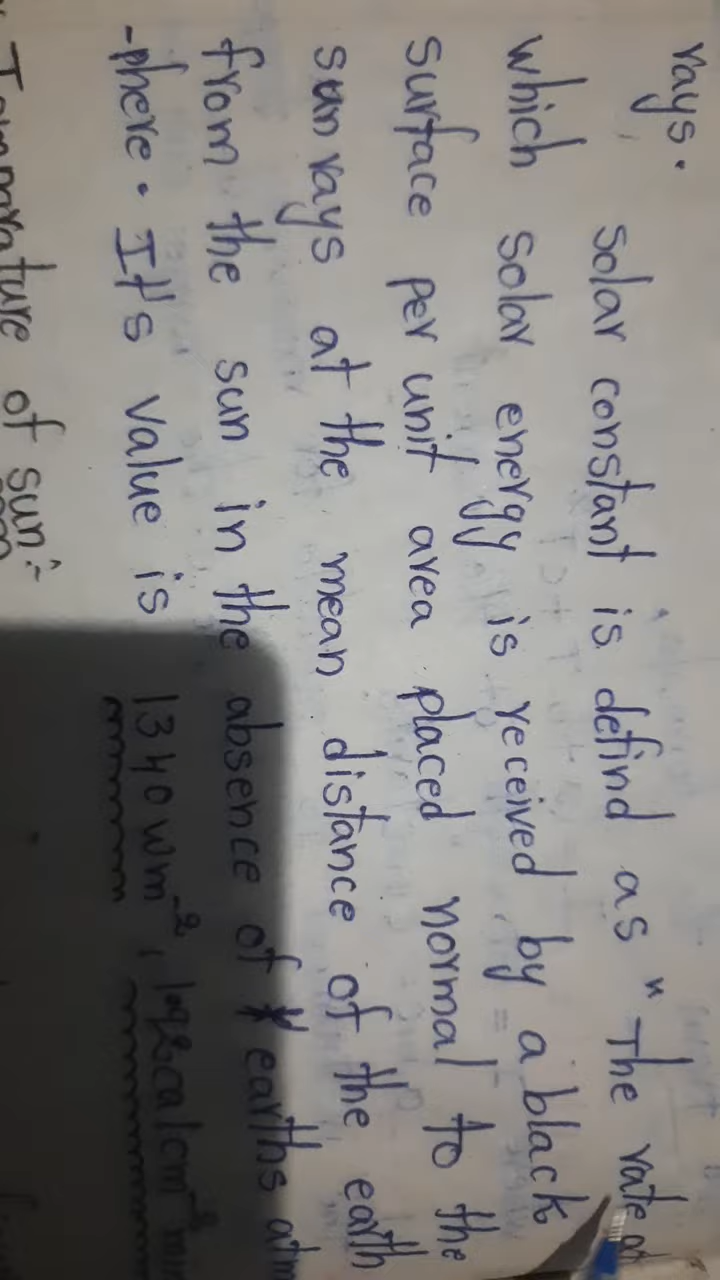 rays.
Solar constant is defind as " The rate at
which solar energy is received by a black
surface per unit area placed normal to the
sun rays at the mean distance of the earth
from the sun in the absence of earths atm
-phere. It's value is 1340 wm⁻²,
Temparature of sun:-